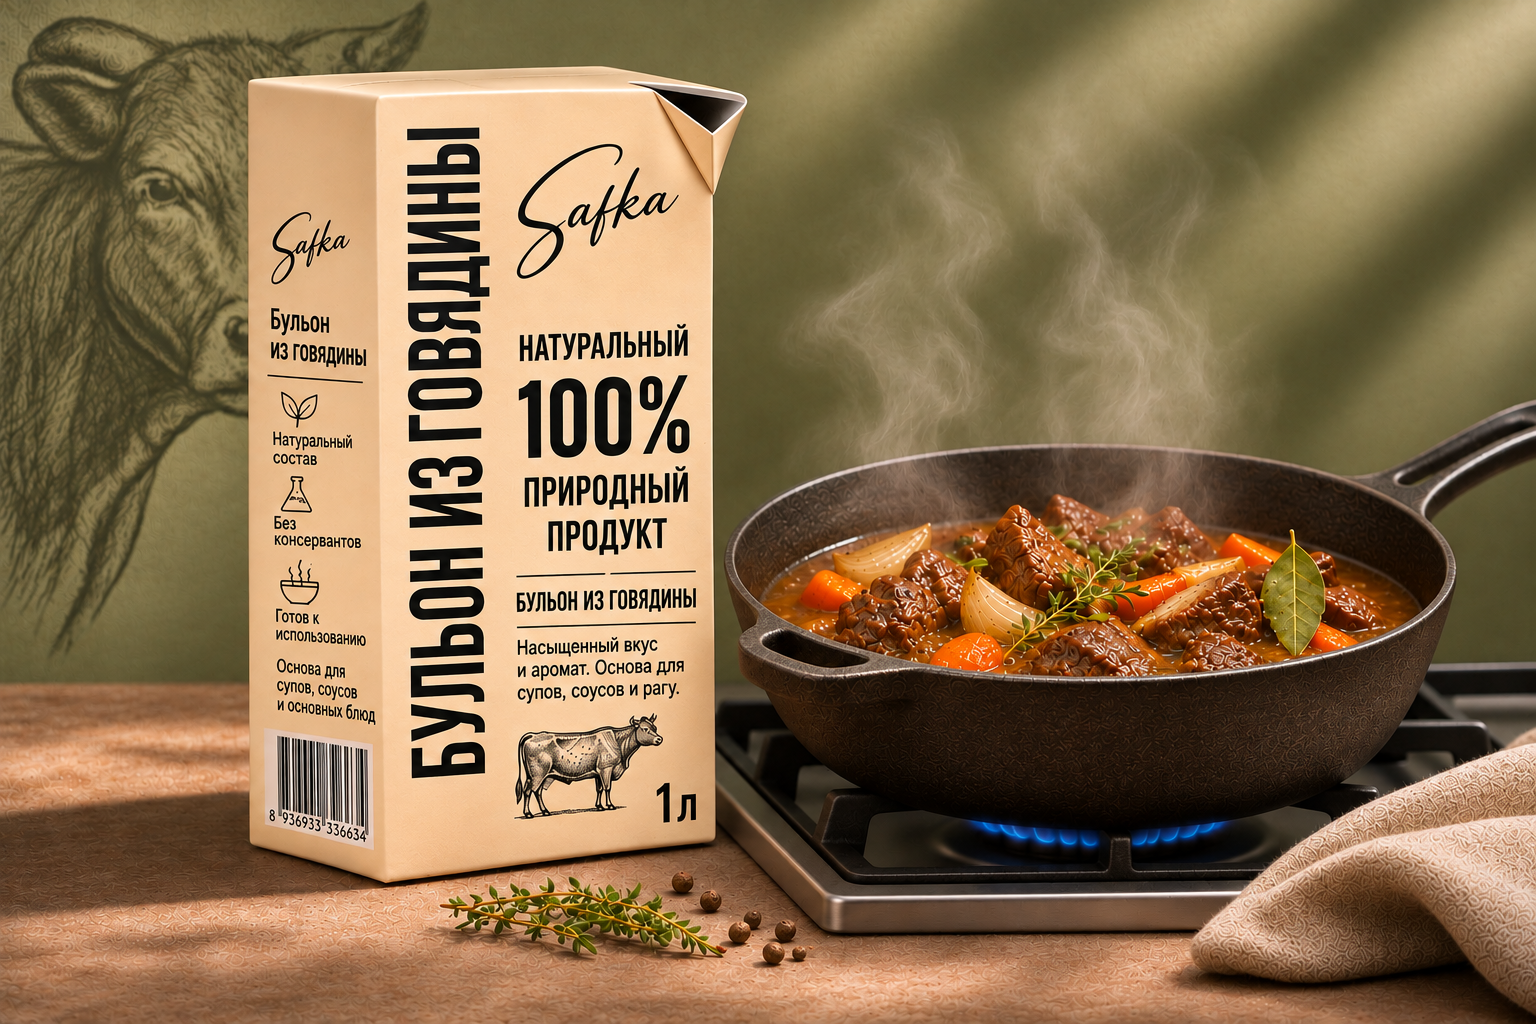 Safka
Бульон
из говядины
Натуральный
состав
Без
консервантов
Готов к
использованию
Основа для
супов, соусов
и основных блюд
8 936933 336634
БУЛЬОН ИЗ ГОВЯДИНЫ
Safka
НАТУРАЛЬНЫЙ
100%
ПРИРОДНЫЙ
ПРОДУКТ
БУЛЬОН ИЗ ГОВЯДИНЫ
Насыщенный вкус
и аромат. Основа для
супов, соусов и рагу.
1 л